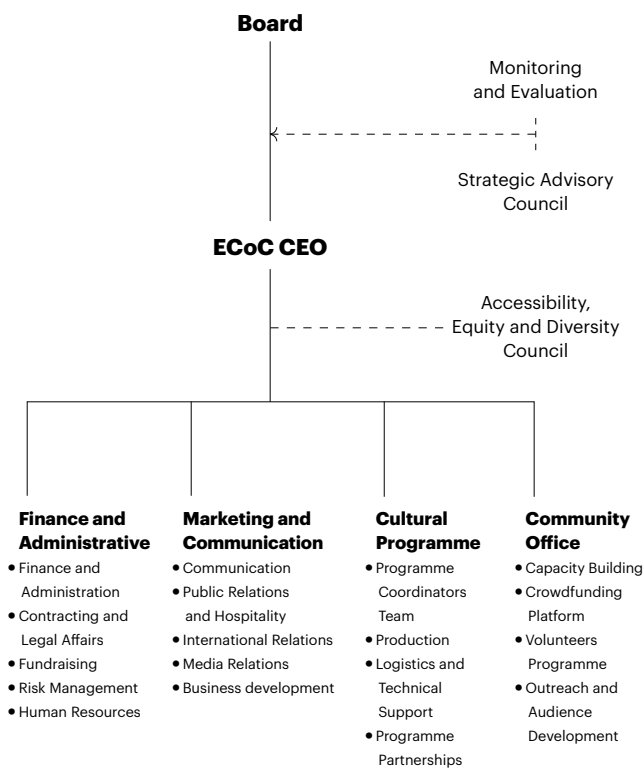 Board
Monitoring
and Evaluation
Strategic Advisory
Council
ECoC CEO
Accessibility,
Equity and Diversity
Council
Finance and
Administrative
• Finance and
Administration
• Contracting and
Legal Affairs
• Fundraising
• Risk Management
• Human Resources
Marketing and
Communication
• Communication
• Public Relations
and Hospitality
• International Relations
• Media Relations
• Business development
Cultural
Programme
• Programme
Coordinators
Team
• Production
• Logistics and
Technical
Support
• Programme
Partnerships
Community
Office
• Capacity Building
• Crowdfunding
Platform
• Volunteers
Programme
• Outreach and
Audience
Development